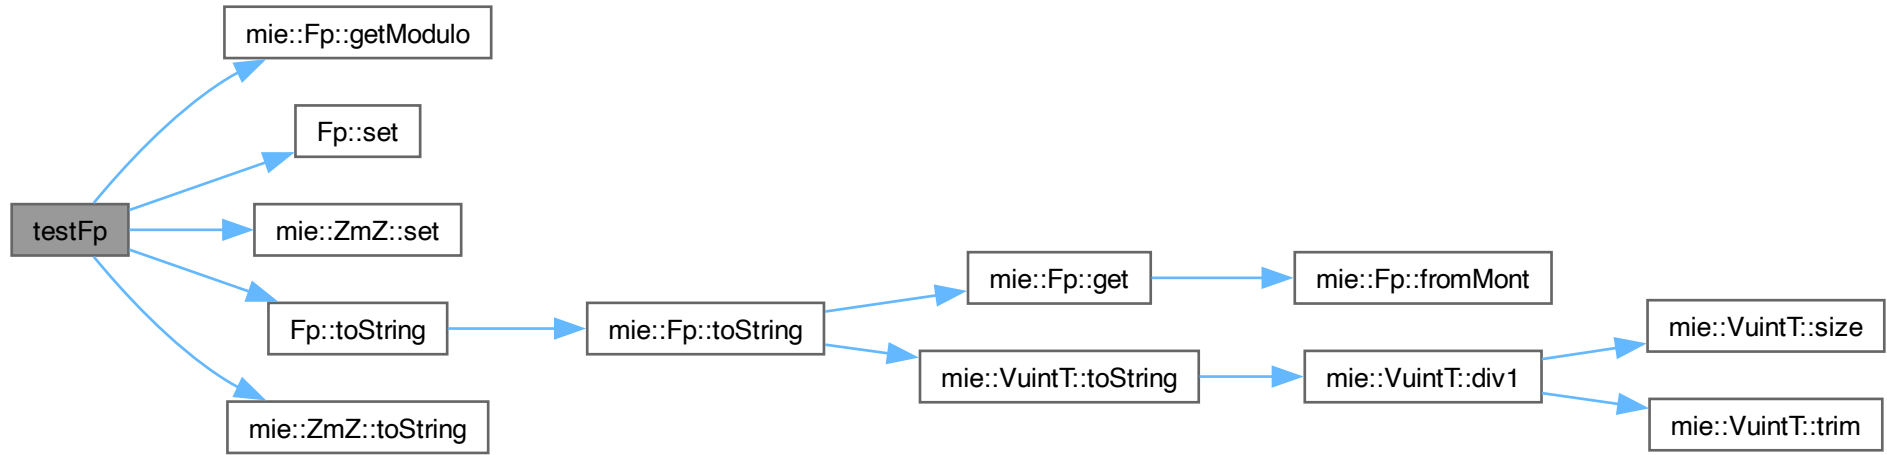 mie::Fp::getModulo
Fp::set
testFp
mie::ZmZ::set
mie::Fp::get
mie::Fp::fromMont
Fp::toString
mie::Fp::toString
mie::VuintT::size
mie::VuintT::toString
mie::VuintT::div1
mie::ZmZ::toString
mie::VuintT::trim